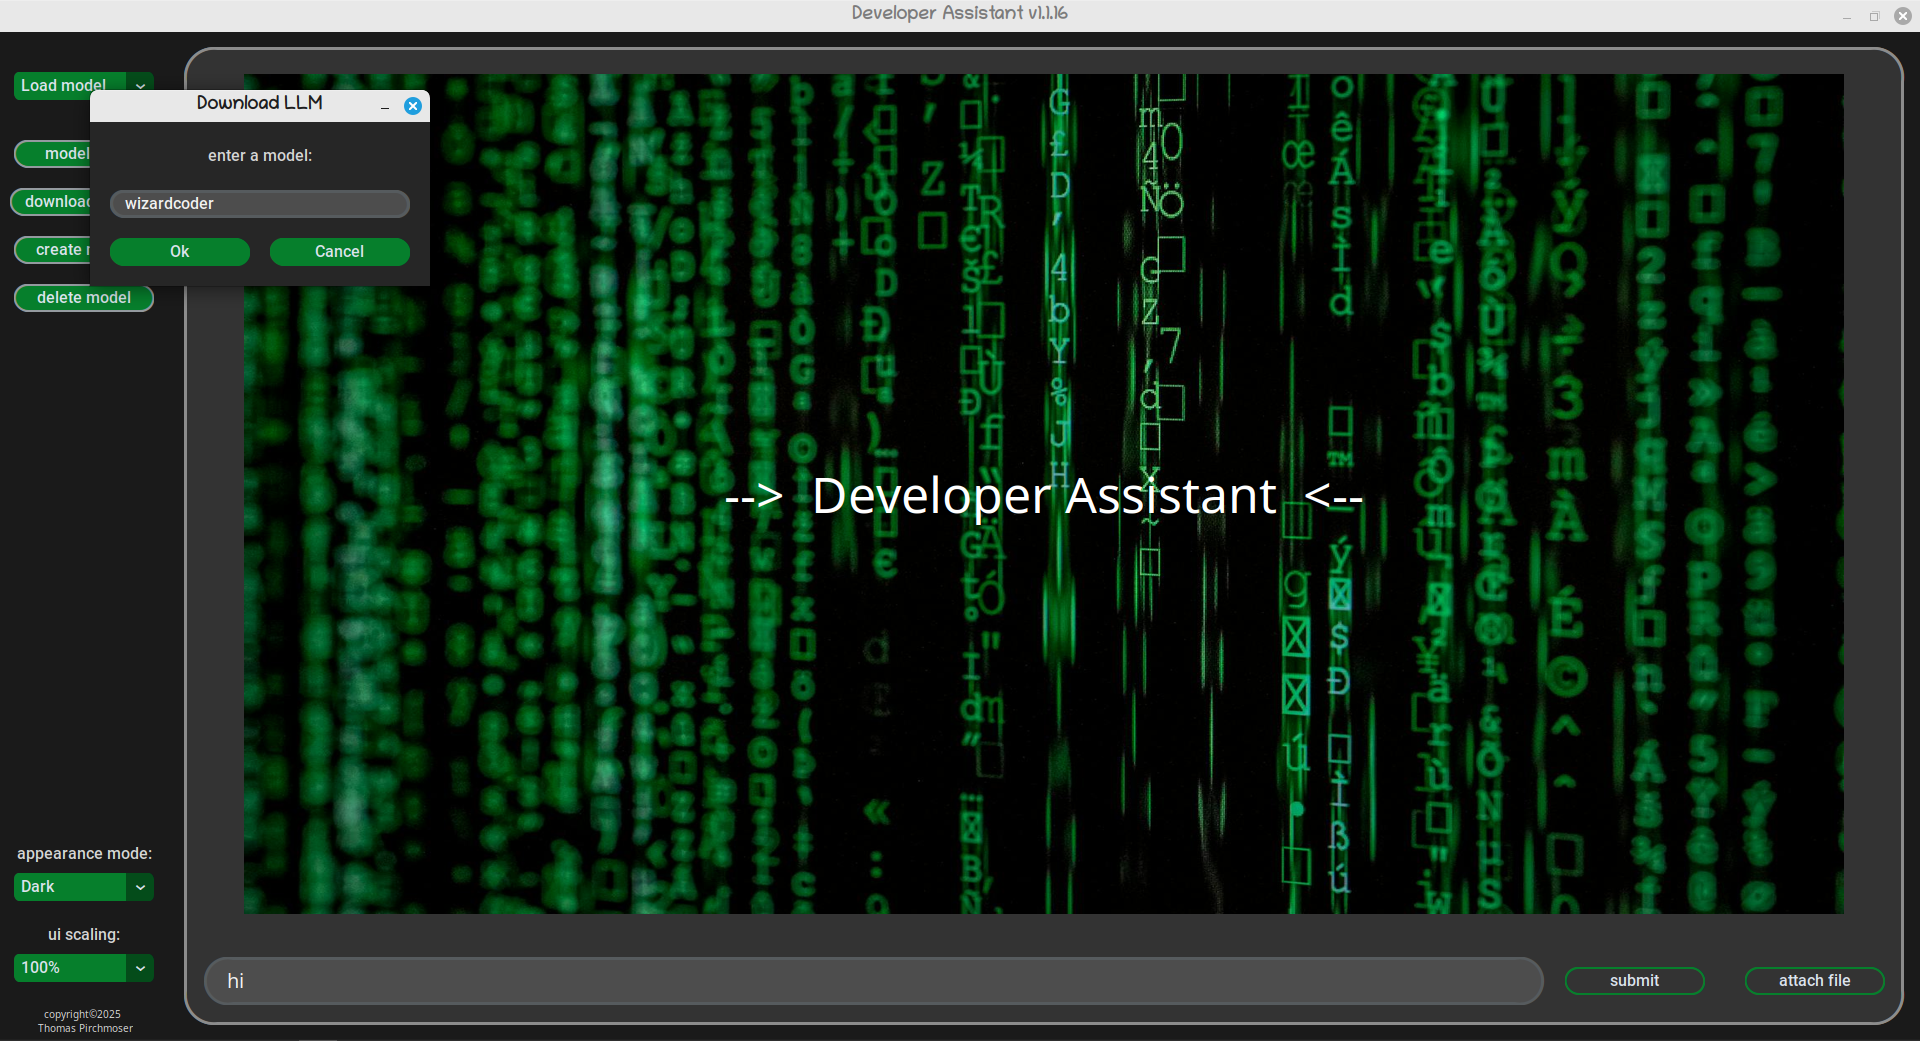 Developer Assistant v1.1.16
Load model
Download LLM
enter a model:
model
wizardcoder
download
Ok
Cancel
create
delete model
--> Developer Assistant <--
appearance mode:
Dark
ui scaling:
100%
hi
submit
attach file
copyright©2025
Thomas Pirchmoser